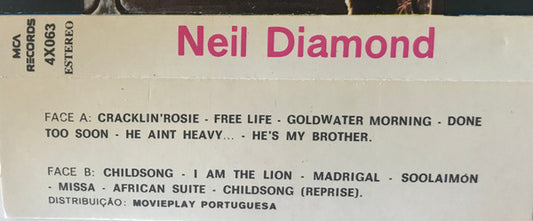 MCA
RECORDS
4X063
ESTEREO
Neil Diamond
FACE A: CRACKLIN'ROSIE - FREE LIFE - GOLDWATER MORNING - DONE
TOO SOON - HE AINT HEAVY... - HE'S MY BROTHER.
FACE B: CHILDSONG - I AM THE LION - MADRIGAL - SOOLAIMÓN
- MISSA - AFRICAN SUITE - CHILDSONG (REPRISE).
DISTRIBUIÇÃO: MOVIEPLAY PORTUGUESA